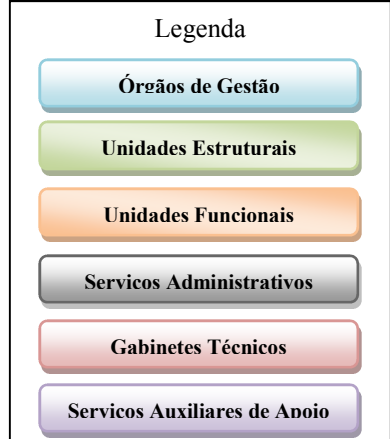 Legenda
Órgãos de Gestão
Unidades Estruturais
Unidades Funcionais
Serviços Administrativos
Gabinetes Técnicos
Serviços Auxiliares de Apoio